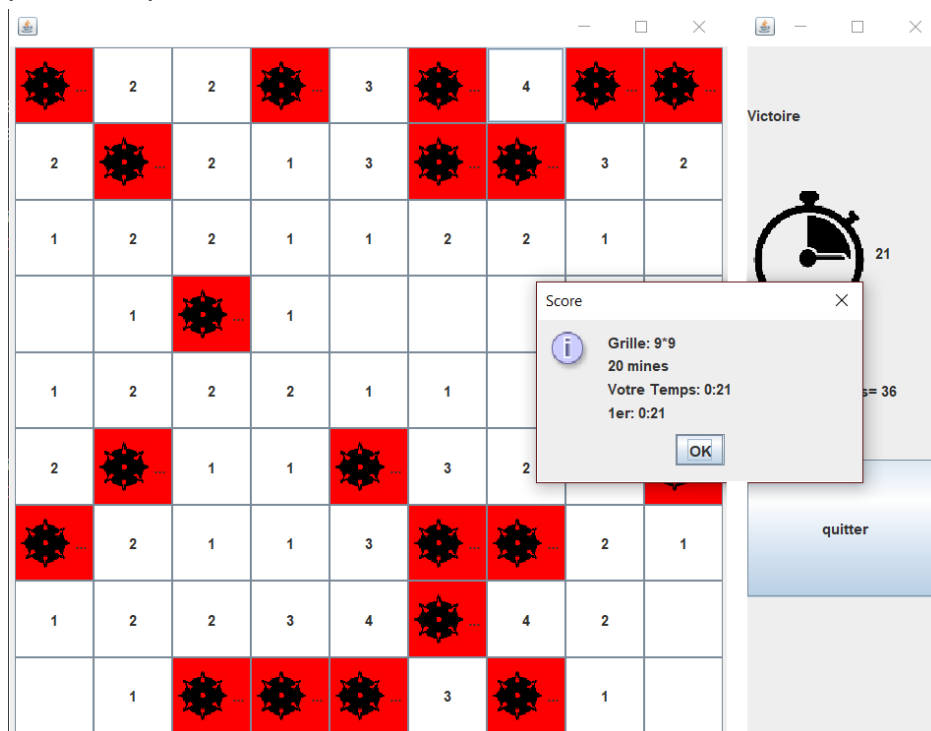 ... 2 2 ... 3 ... 4 ... ...
2 ... 2 1 3 ... ... 3 2
1 2 2 1 1 2 2 1
1 ... 1
1 2 2 2 1 1
2 ... 1 1 ... 3 2
... 2 1 1 3 ... ... 2 1
1 2 2 3 4 ... 4 2
1 ... ... ... 3 ... 1
Victoire
21
s= 36
quitter
Score
Grille: 9*9
20 mines
Votre Temps: 0:21
1er: 0:21
OK